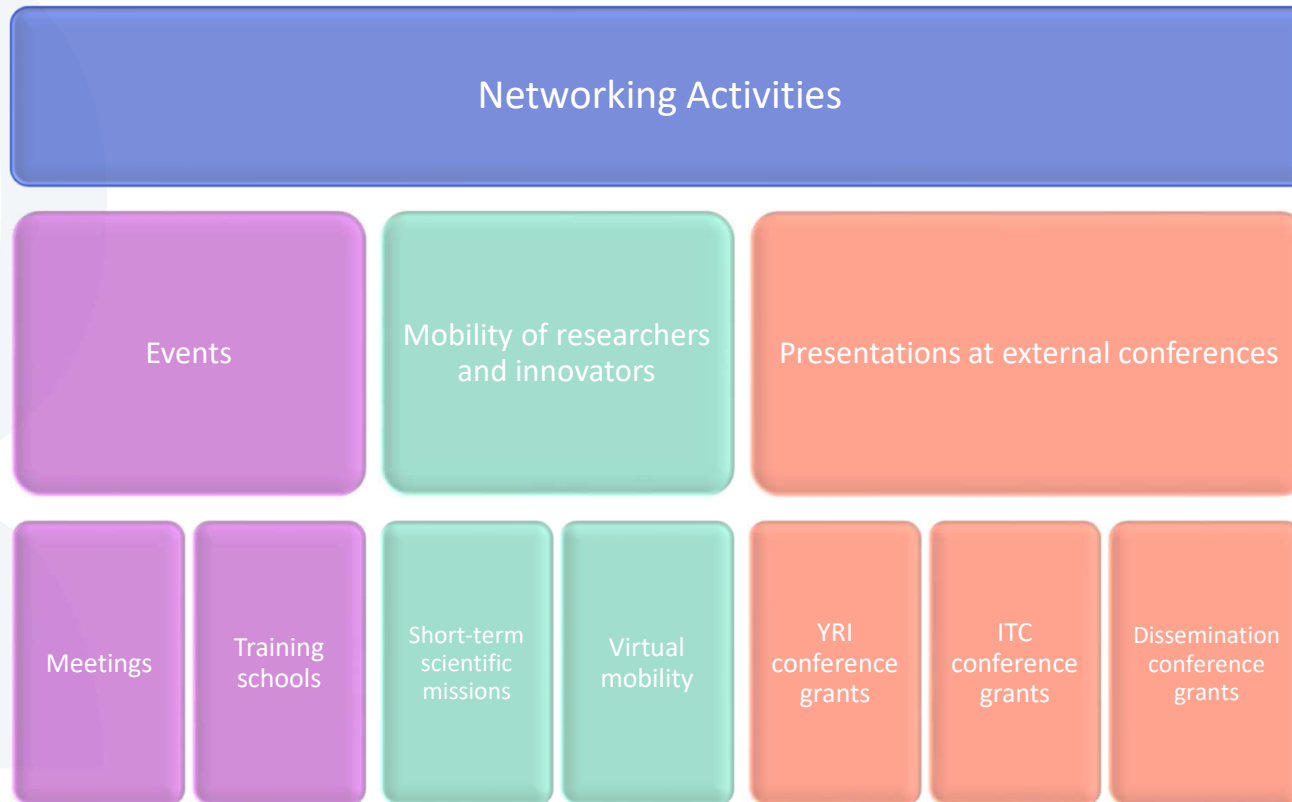 Networking Activities
Events
Mobility of researchers
and innovators
Presentations at external conferences
Meetings
Training
schools
Short-term
scientific
missions
Virtual
mobility
YRI
conference
grants
ITC
conference
grants
Dissemination
conference
grants